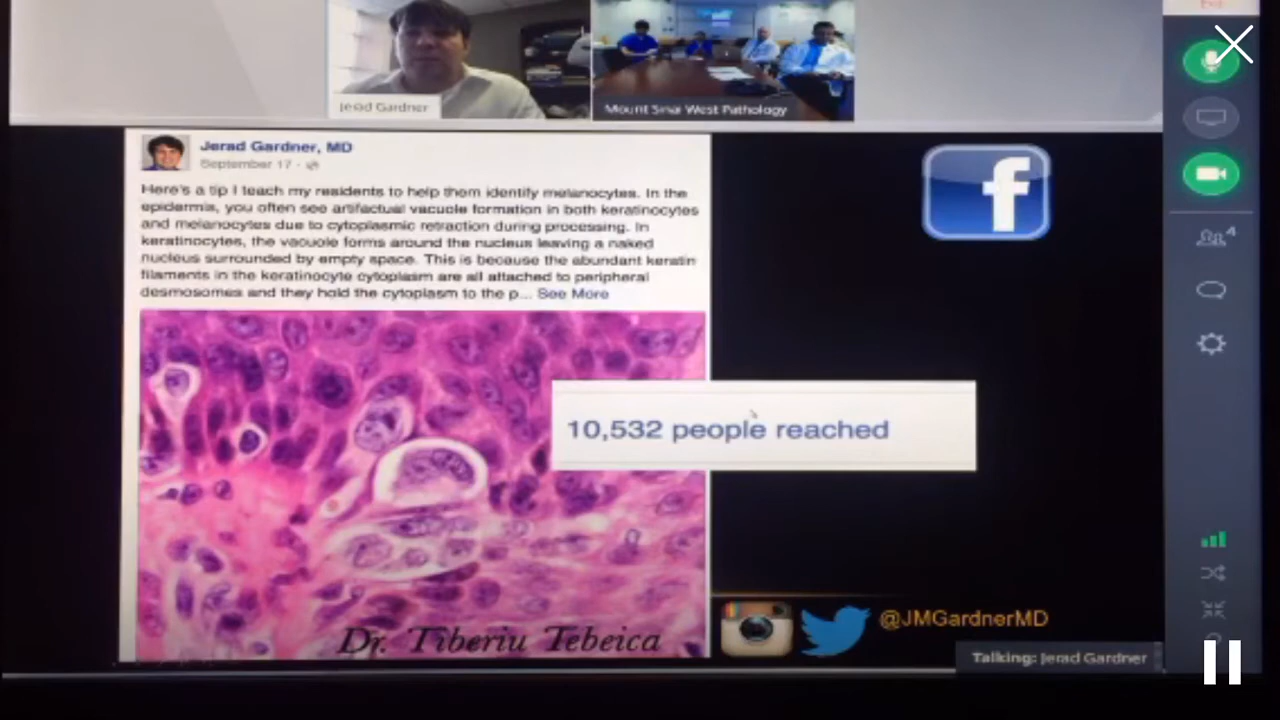 Jerad Gardner
Mount Sinai West Pathology
Jerad Gardner, MD
September 17
Here's a tip I teach my residents to help them identify melanocytes. In the
epidermis, you often see artifactual vacuole formation in both keratinocytes
and melanocytes due to cytoplasmic retraction during processing. In
keratinocytes, the vacuole forms around the nucleus leaving a naked
nucleus surrounded by empty space. This is because the abundant keratin
filaments in the keratinocyte cytoplasm are all attached to peripheral
desmosomes and they hold the cytoplasm to the p... See More
f
4
10,532 people reached
Dr. Tiberiu Tebeica
@JMGardnerMD
Talking: Jerad Gardner